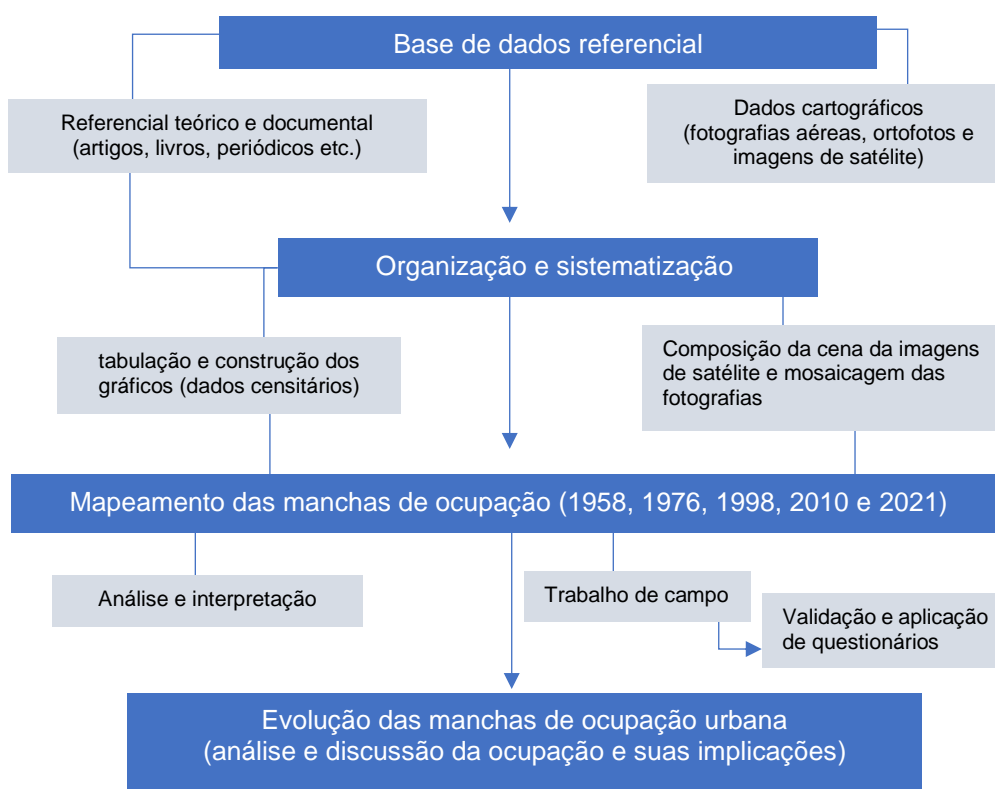 Base de dados referencial
Referencial teórico e documental
(artigos, livros, periódicos etc.)
Dados cartográficos
(fotografias aéreas, ortofotos e
imagens de satélite)
Organização e sistematização
tabulação e construção dos
gráficos (dados censitários)
Composição da cena da imagens
de satélite e mosaicagem das
fotografias
Mapeamento das manchas de ocupação (1958, 1976, 1998, 2010 e 2021)
Análise e interpretação
Trabalho de campo
Validação e aplicação
de questionários
Evolução das manchas de ocupação urbana
(análise e discussão da ocupação e suas implicações)